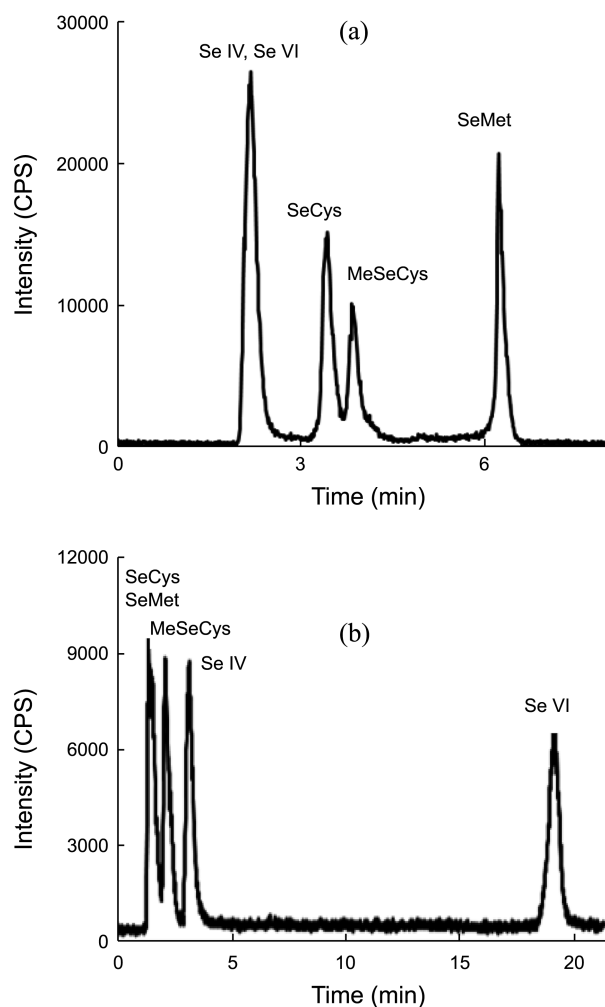 (a)
30000
Se IV, Se VI
SeMet
20000
SeCys
MeSeCys
10000
0
0 3 6
Intensity (CPS)
Time (min)
12000
SeCys
SeMet
(b)
MeSeCys
9000
Se IV
Se VI
6000
3000
0
0 5 10 15 20
Intensity (CPS)
Time (min)